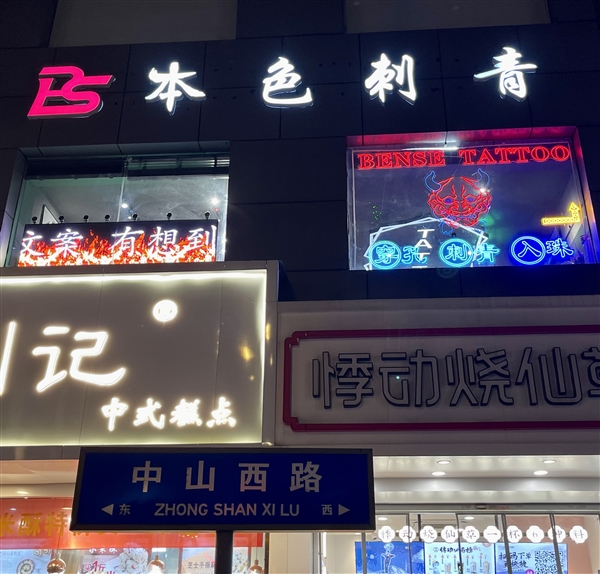 BS 本色刺青
BENSE TATTOO
文案 有想到
穿孔 刺青 入珠
记
中式糕点
悸动烧仙草
中山西路
东 ZHONG SHAN XI LU 西